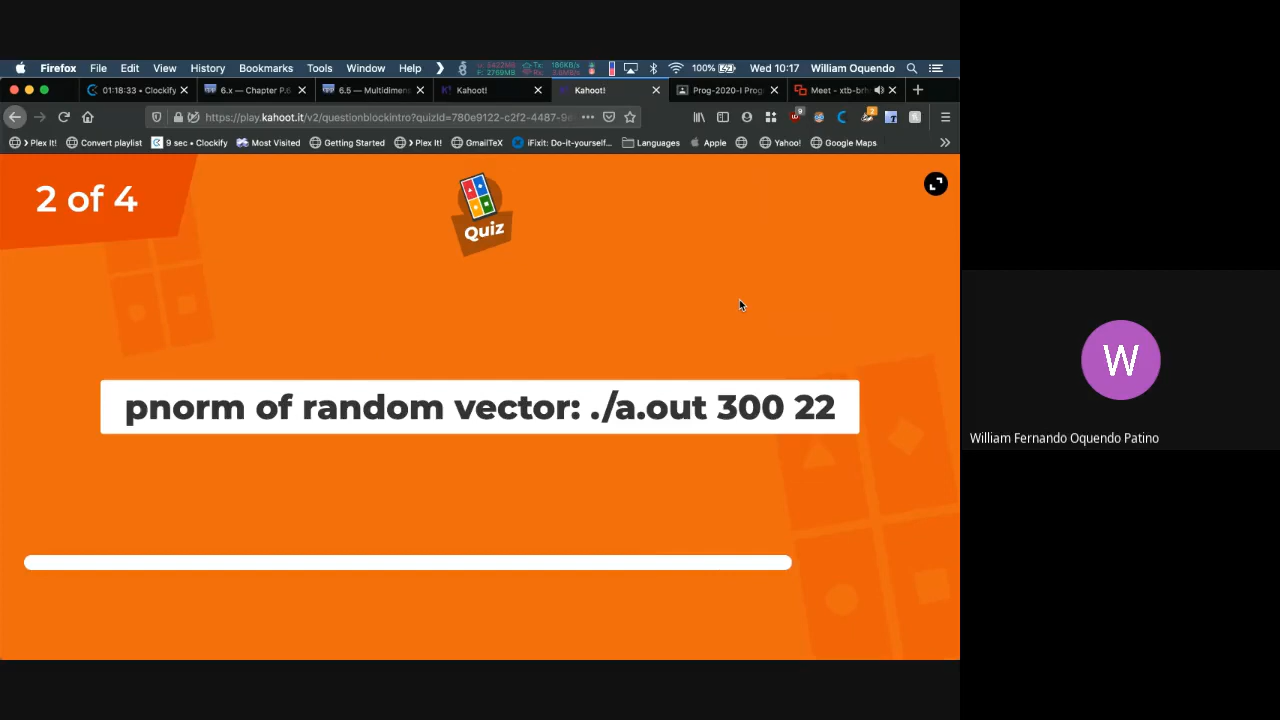 Firefox File Edit View History Bookmarks Tools Window Help 100% Wed 10:17 William Oquendo
01:18:33 • Clockify 6.x — Chapter P.6 6.5 — Multidimens Kahoot! Kahoot! Prog-2020-I Prog Meet - xtb-brh
https://play.kahoot.it/v2/questionblockintro?quizId=780e9122-c2f2-4487-9
> Plex It! Convert playlist 9 sec • Clockify Most Visited Getting Started > Plex It! GmailTeX iFixit: Do-it-yourself... Languages Apple Yahoo! Google Maps
2 of 4
Quiz
pnorm of random vector: ./a.out 300 22
W
William Fernando Oquendo Patino